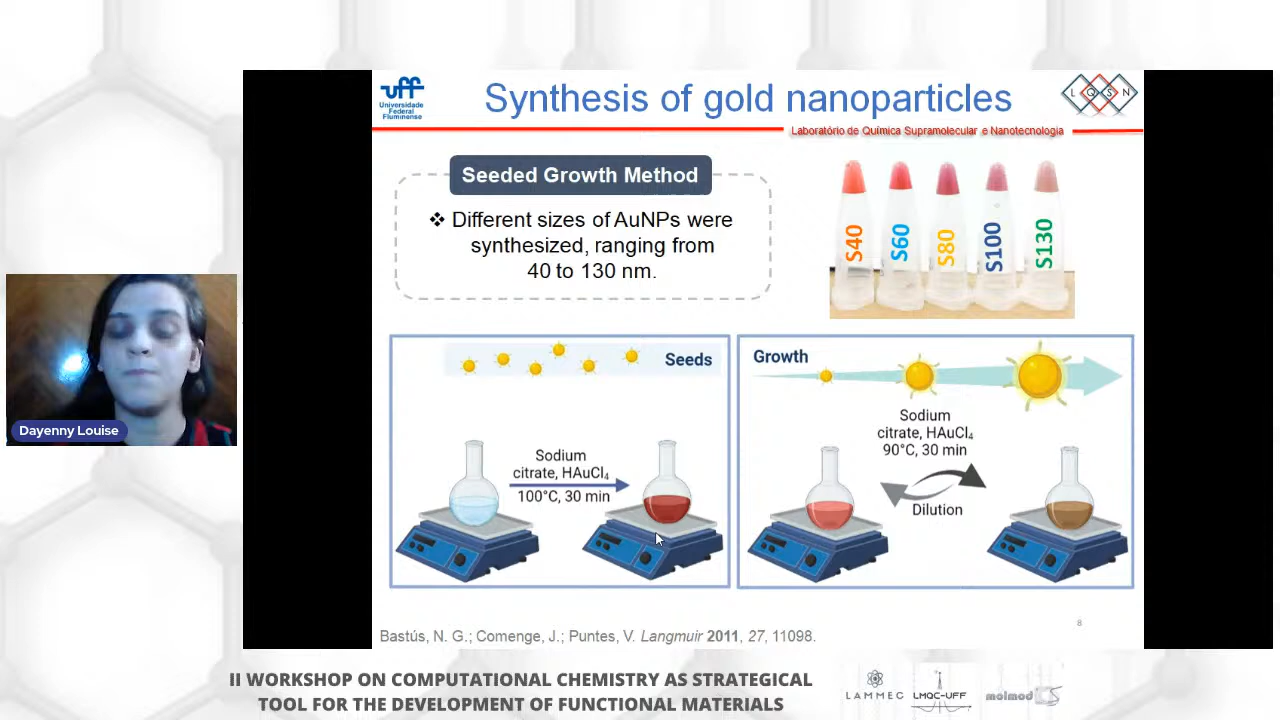 uff
Universidade
Federal
Fluminense
Synthesis of gold nanoparticles
LQSN
Laboratório de Química Supramolecular e Nanotecnologia
Seeded Growth Method
❖ Different sizes of AuNPs were
synthesized, ranging from
40 to 130 nm.
S40
S60
S80
S100
S130
Seeds
Sodium
citrate, HAuCl₄
100°C, 30 min
Growth
Sodium
citrate, HAuCl₄
90°C, 30 min
Dilution
Dayenny Louise
Bastús, N. G.; Comenge, J.; Puntes, V. Langmuir 2011, 27, 11098.
8
II WORKSHOP ON COMPUTATIONAL CHEMISTRY AS STRATEGICAL
TOOL FOR THE DEVELOPMENT OF FUNCTIONAL MATERIALS
LAMMEC
LMQC-UFF
molmodCS